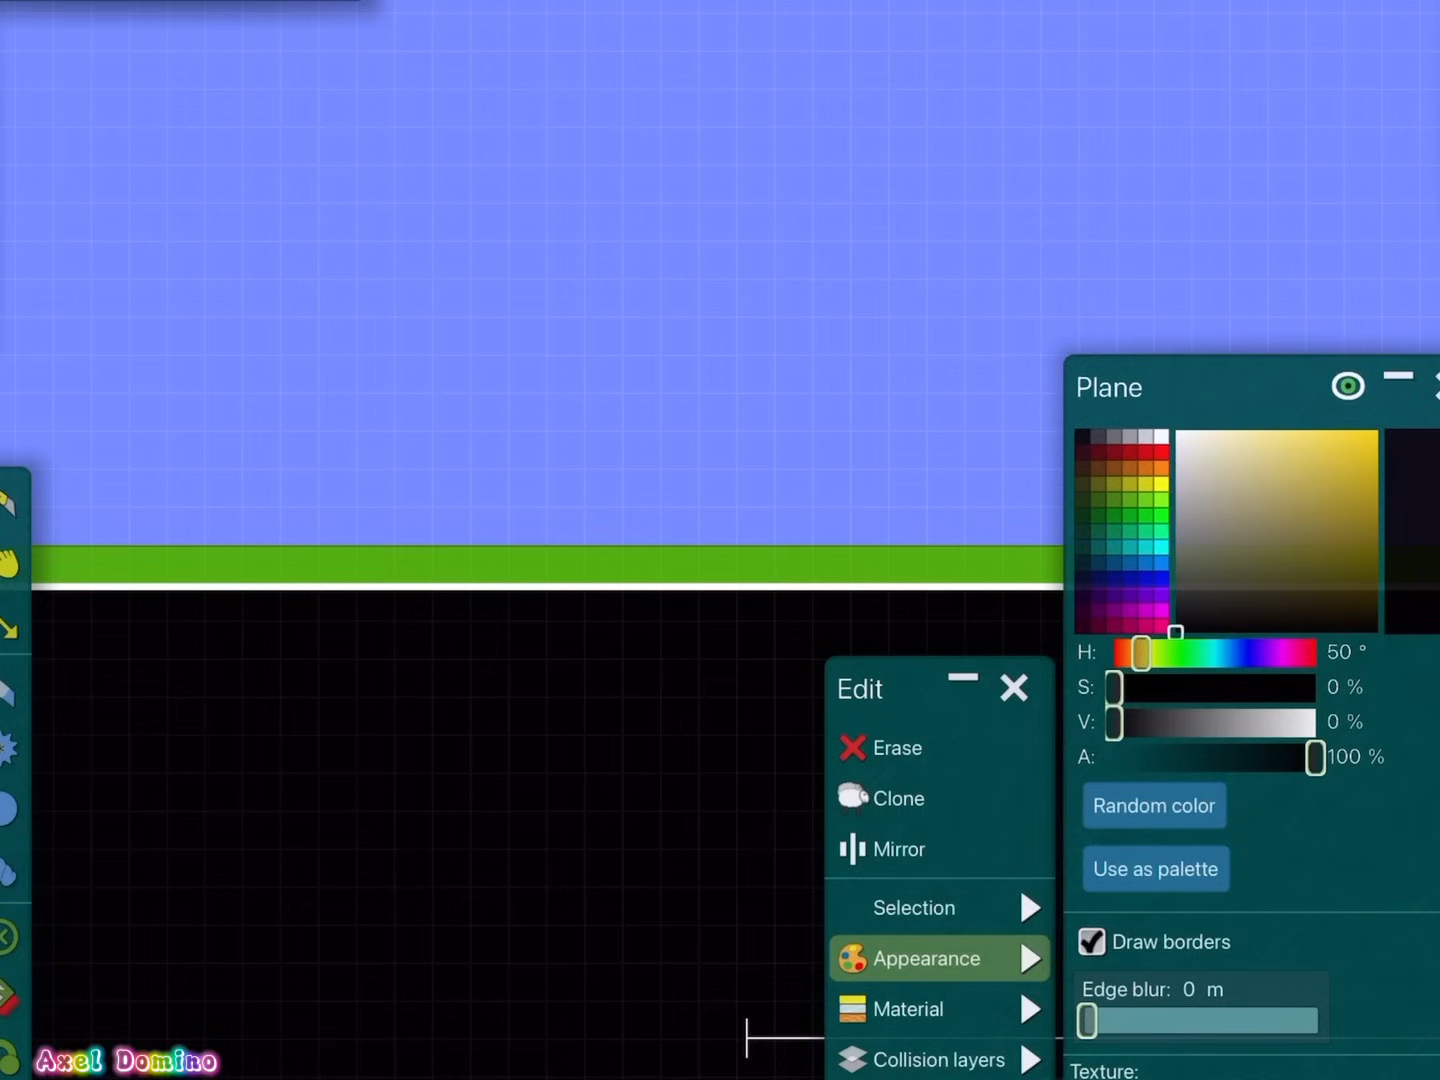 Plane
H: 50 °
S: 0 %
V: 0 %
A: 100 %
Random color
Use as palette
Draw borders
Edge blur: 0 m
Texture:
Edit
Erase
Clone
Mirror
Selection
Appearance
Material
Collision layers
Axel Domino